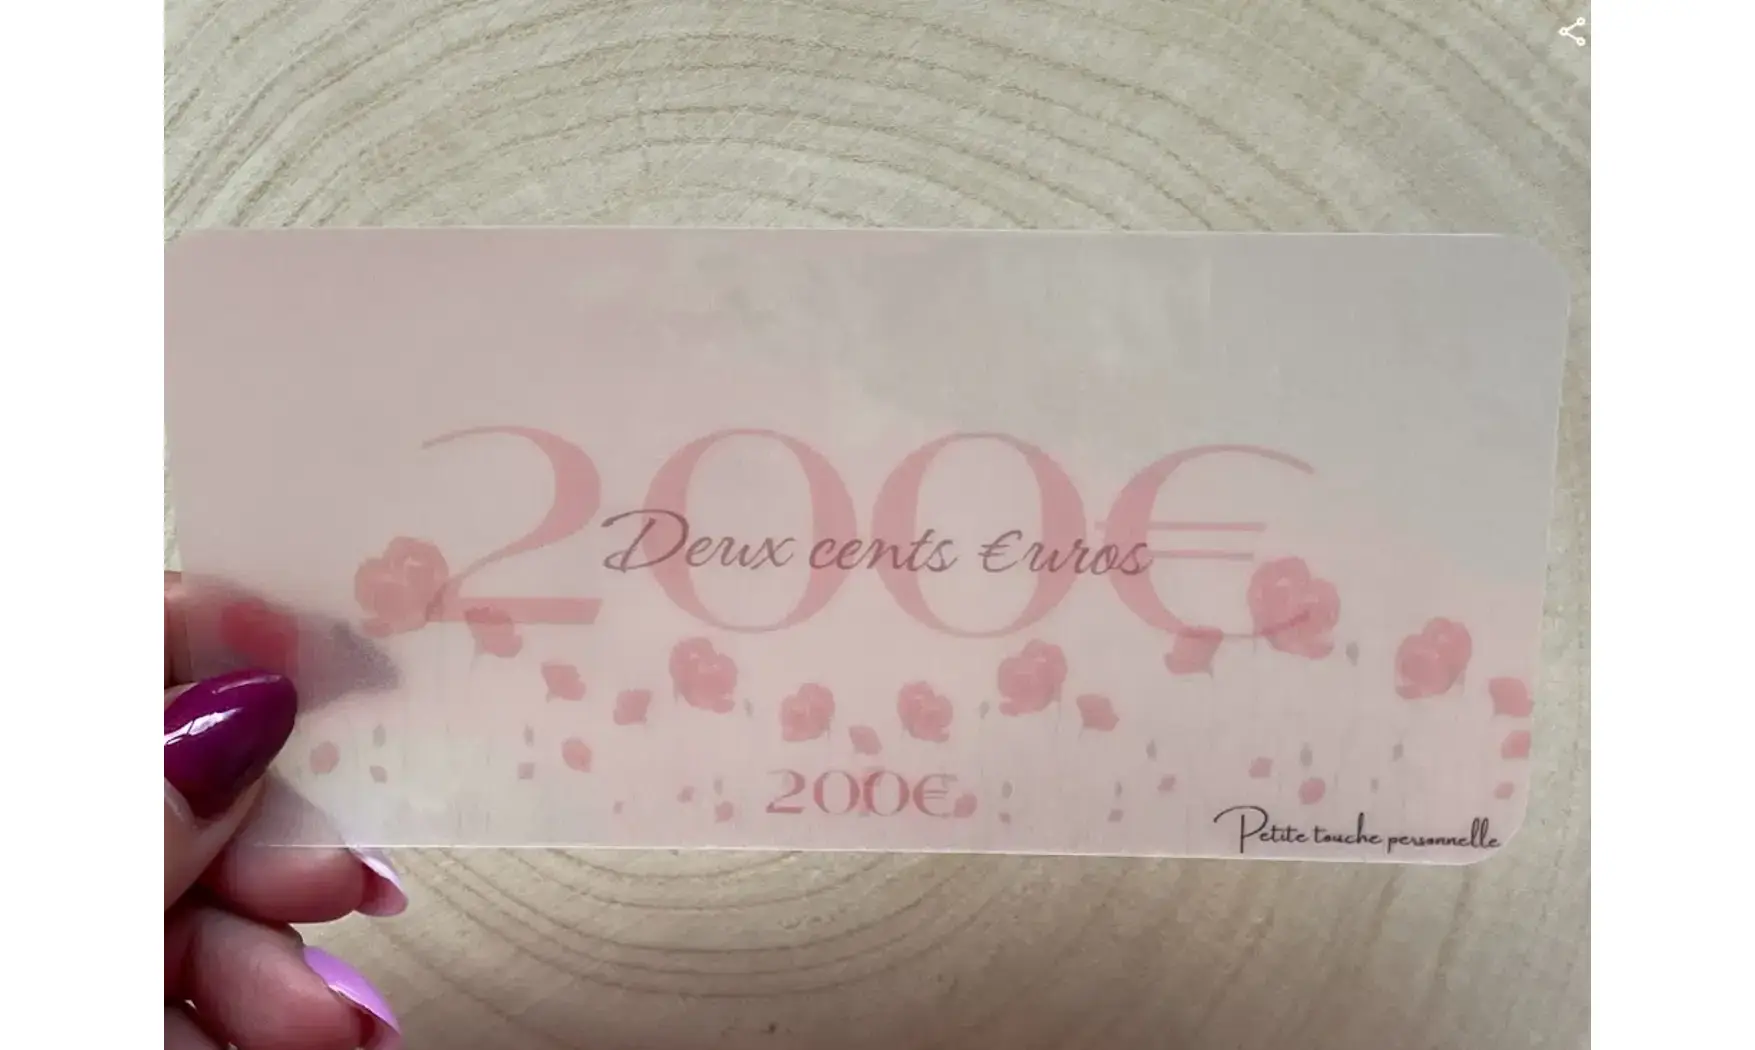 200€
Deux cents €uros
200€
Petite touche personnelle